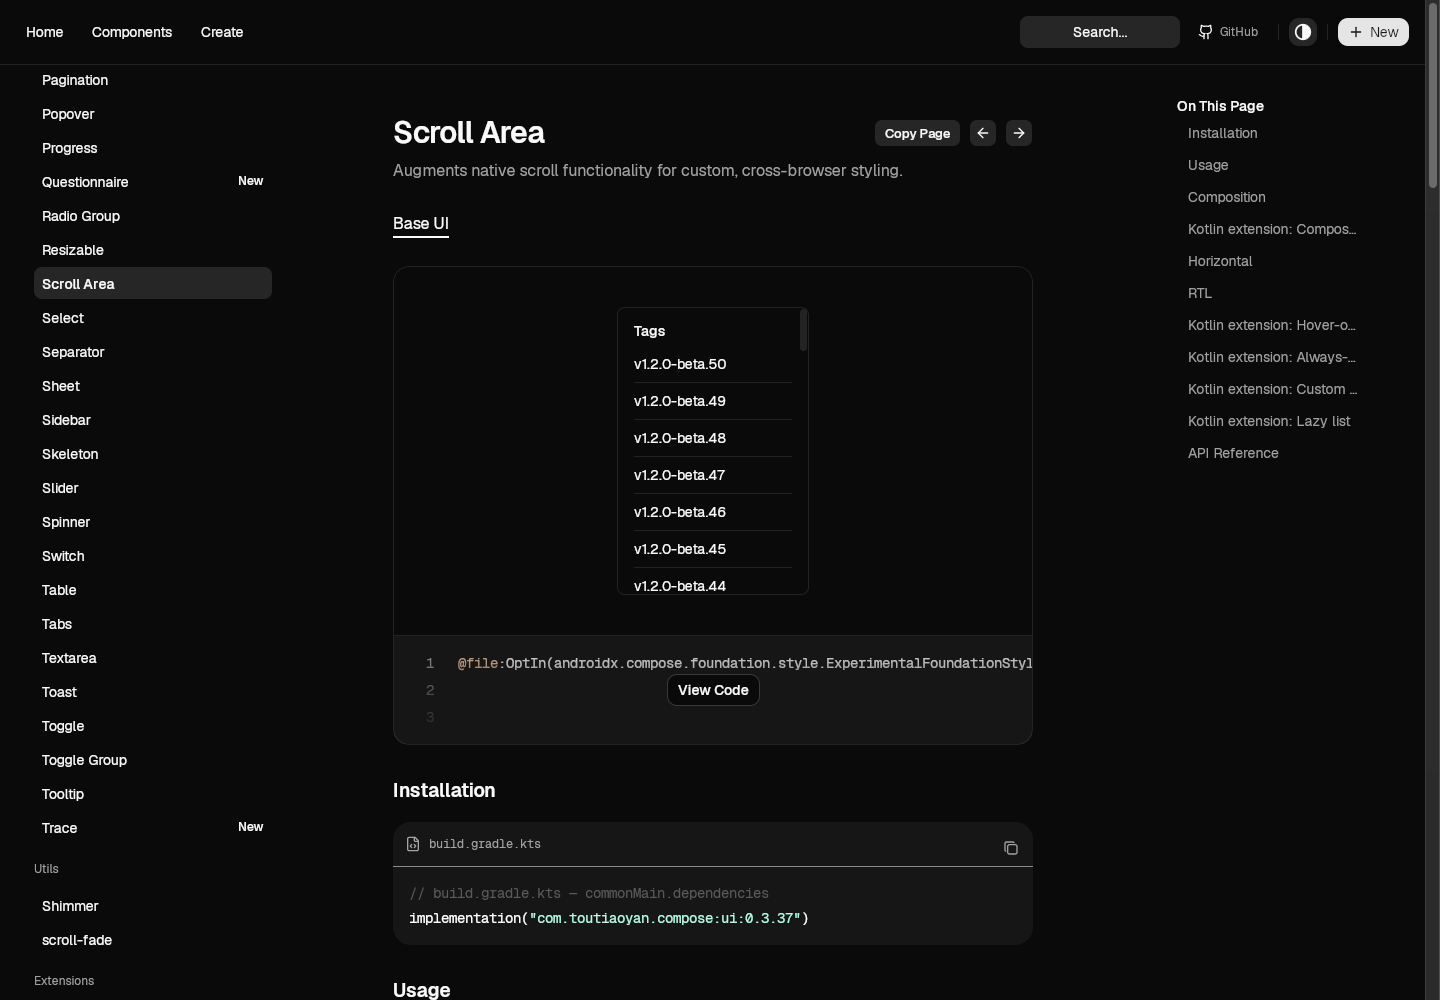 Home
Components
Create
Search...
GitHub
New
Pagination
Popover
Progress
Questionnaire New
Radio Group
Resizable
Scroll Area
Select
Separator
Sheet
Sidebar
Skeleton
Slider
Spinner
Switch
Table
Tabs
Textarea
Toast
Toggle
Toggle Group
Tooltip
Trace New
Utils
Shimmer
scroll-fade
Extensions
Scroll Area
Copy Page
Augments native scroll functionality for custom, cross-browser styling.
Base UI
Tags
v1.2.0-beta.50
v1.2.0-beta.49
v1.2.0-beta.48
v1.2.0-beta.47
v1.2.0-beta.46
v1.2.0-beta.45
v1.2.0-beta.44
1 @file:OptIn(androidx.compose.foundation.style.ExperimentalFoundationStyl
2
View Code
3
Installation
build.gradle.kts
// build.gradle.kts — commonMain.dependencies
implementation("com.toutiaoyan.compose:ui:0.3.37")
Usage
On This Page
Installation
Usage
Composition
Kotlin extension: Compos...
Horizontal
RTL
Kotlin extension: Hover-o...
Kotlin extension: Always-...
Kotlin extension: Custom ...
Kotlin extension: Lazy list
API Reference